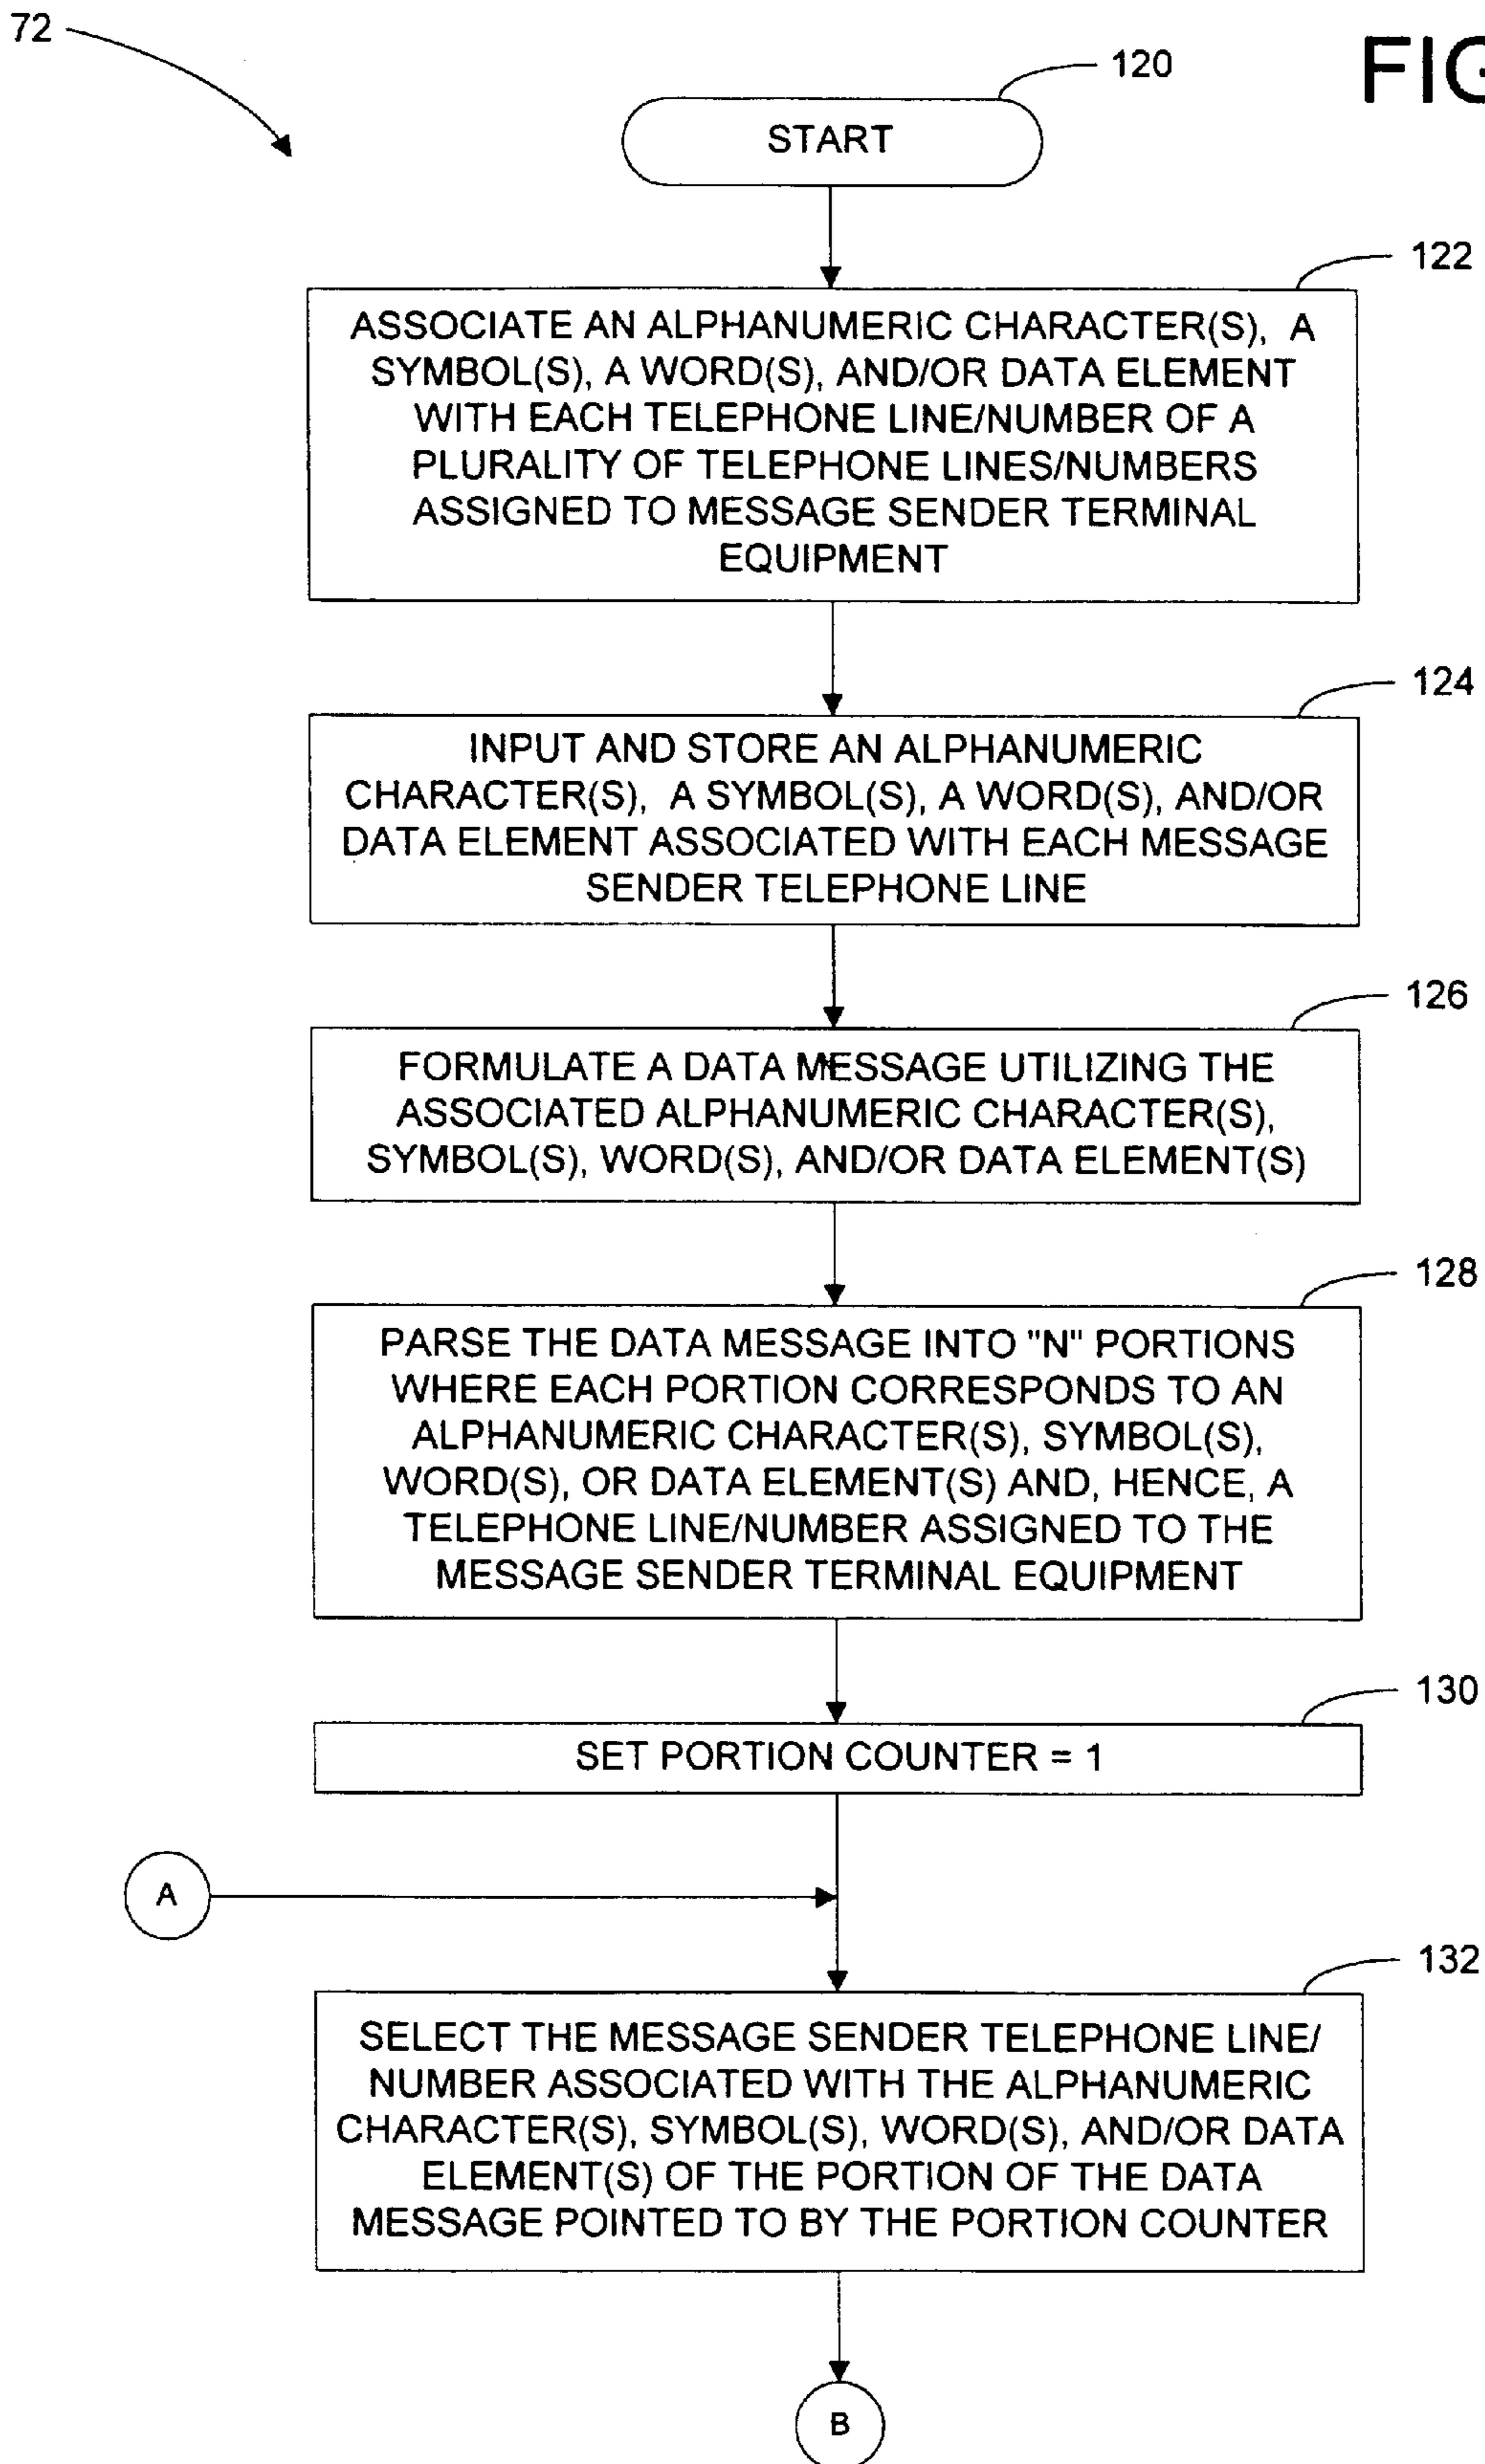 72
120
FIG
START
122
ASSOCIATE AN ALPHANUMERIC CHARACTER(S), A
SYMBOL(S), A WORD(S), AND/OR DATA ELEMENT
WITH EACH TELEPHONE LINE/NUMBER OF A
PLURALITY OF TELEPHONE LINES/NUMBERS
ASSIGNED TO MESSAGE SENDER TERMINAL
EQUIPMENT
124
INPUT AND STORE AN ALPHANUMERIC
CHARACTER(S), A SYMBOL(S), A WORD(S), AND/OR
DATA ELEMENT ASSOCIATED WITH EACH MESSAGE
SENDER TELEPHONE LINE
126
FORMULATE A DATA MESSAGE UTILIZING THE
ASSOCIATED ALPHANUMERIC CHARACTER(S),
SYMBOL(S), WORD(S), AND/OR DATA ELEMENT(S)
128
PARSE THE DATA MESSAGE INTO "N" PORTIONS
WHERE EACH PORTION CORRESPONDS TO AN
ALPHANUMERIC CHARACTER(S), SYMBOL(S),
WORD(S), OR DATA ELEMENT(S) AND, HENCE, A
TELEPHONE LINE/NUMBER ASSIGNED TO THE
MESSAGE SENDER TERMINAL EQUIPMENT
130
SET PORTION COUNTER = 1
A
132
SELECT THE MESSAGE SENDER TELEPHONE LINE/
NUMBER ASSOCIATED WITH THE ALPHANUMERIC
CHARACTER(S), SYMBOL(S), WORD(S), AND/OR DATA
ELEMENT(S) OF THE PORTION OF THE DATA
MESSAGE POINTED TO BY THE PORTION COUNTER
B